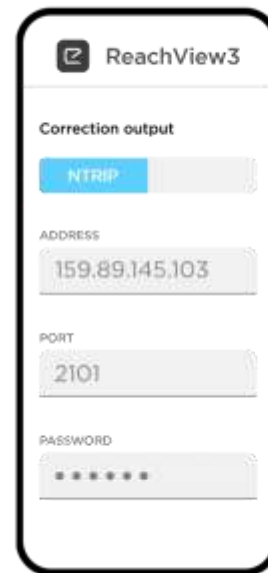 ReachView3
Correction output
NTRIP
ADDRESS
159.89.145.103
PORT
2101
PASSWORD
••••••